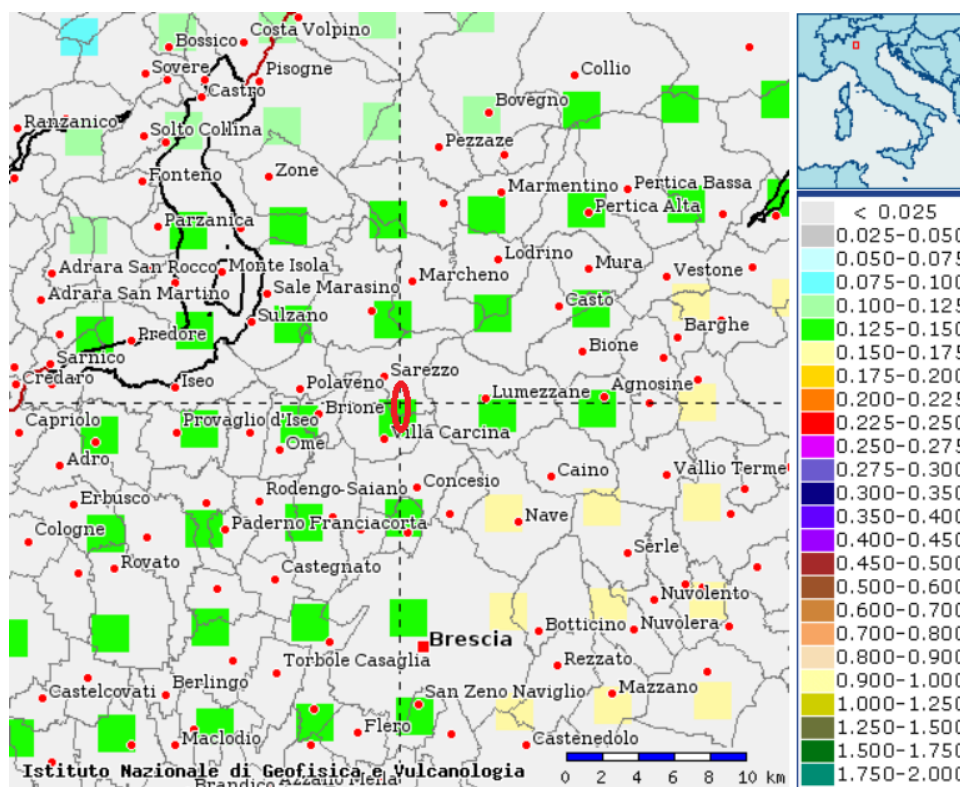 Costa Volpino
Bossico
Sovere
Pisogne
Collio
Castro
Bovegno
Ranzanico
Solto Collina
Pezzaze
Fonteno
Zone
Marmentino
Pertica Bassa
Parzanica
Pertica Alta
Lodrino
Adrara San Rocco
Monte Isola
Marcheno
Mura
Vestone
Adrara San Martino
Sale Marasino
Casto
Sulzano
Barghe
Predore
Bione
Sarnico
Sarezzo
Credaro
Iseo
Polaveno
Lumezzane
Agnosine
Brione
Capriolo
Provaglio d'Iseo
Villa Carcina
Ome
Adro
Caino
Vallio Terme
Concesio
Erbusco
Rodengo-Saiano
Cologne
Paderno Franciacorta
Nave
Rovato
Serle
Castegnato
Nuvolento
Botticino
Nuvolera
Brescia
Torbole Casaglia
Rezzato
Castelcovati
Berlingo
San Zeno Naviglio
Mazzano
Flero
Maclodio
Castenedolo
Istituto Nazionale di Geofisica e Vulcanologia
Brandico
Azzano Mella
0 2 4 6 8 10 km
< 0.025
0.025-0.050
0.050-0.075
0.075-0.100
0.100-0.125
0.125-0.150
0.150-0.175
0.175-0.200
0.200-0.225
0.225-0.250
0.250-0.275
0.275-0.300
0.300-0.350
0.350-0.400
0.400-0.450
0.450-0.500
0.500-0.600
0.600-0.700
0.700-0.800
0.800-0.900
0.900-1.000
1.000-1.250
1.250-1.500
1.500-1.750
1.750-2.000